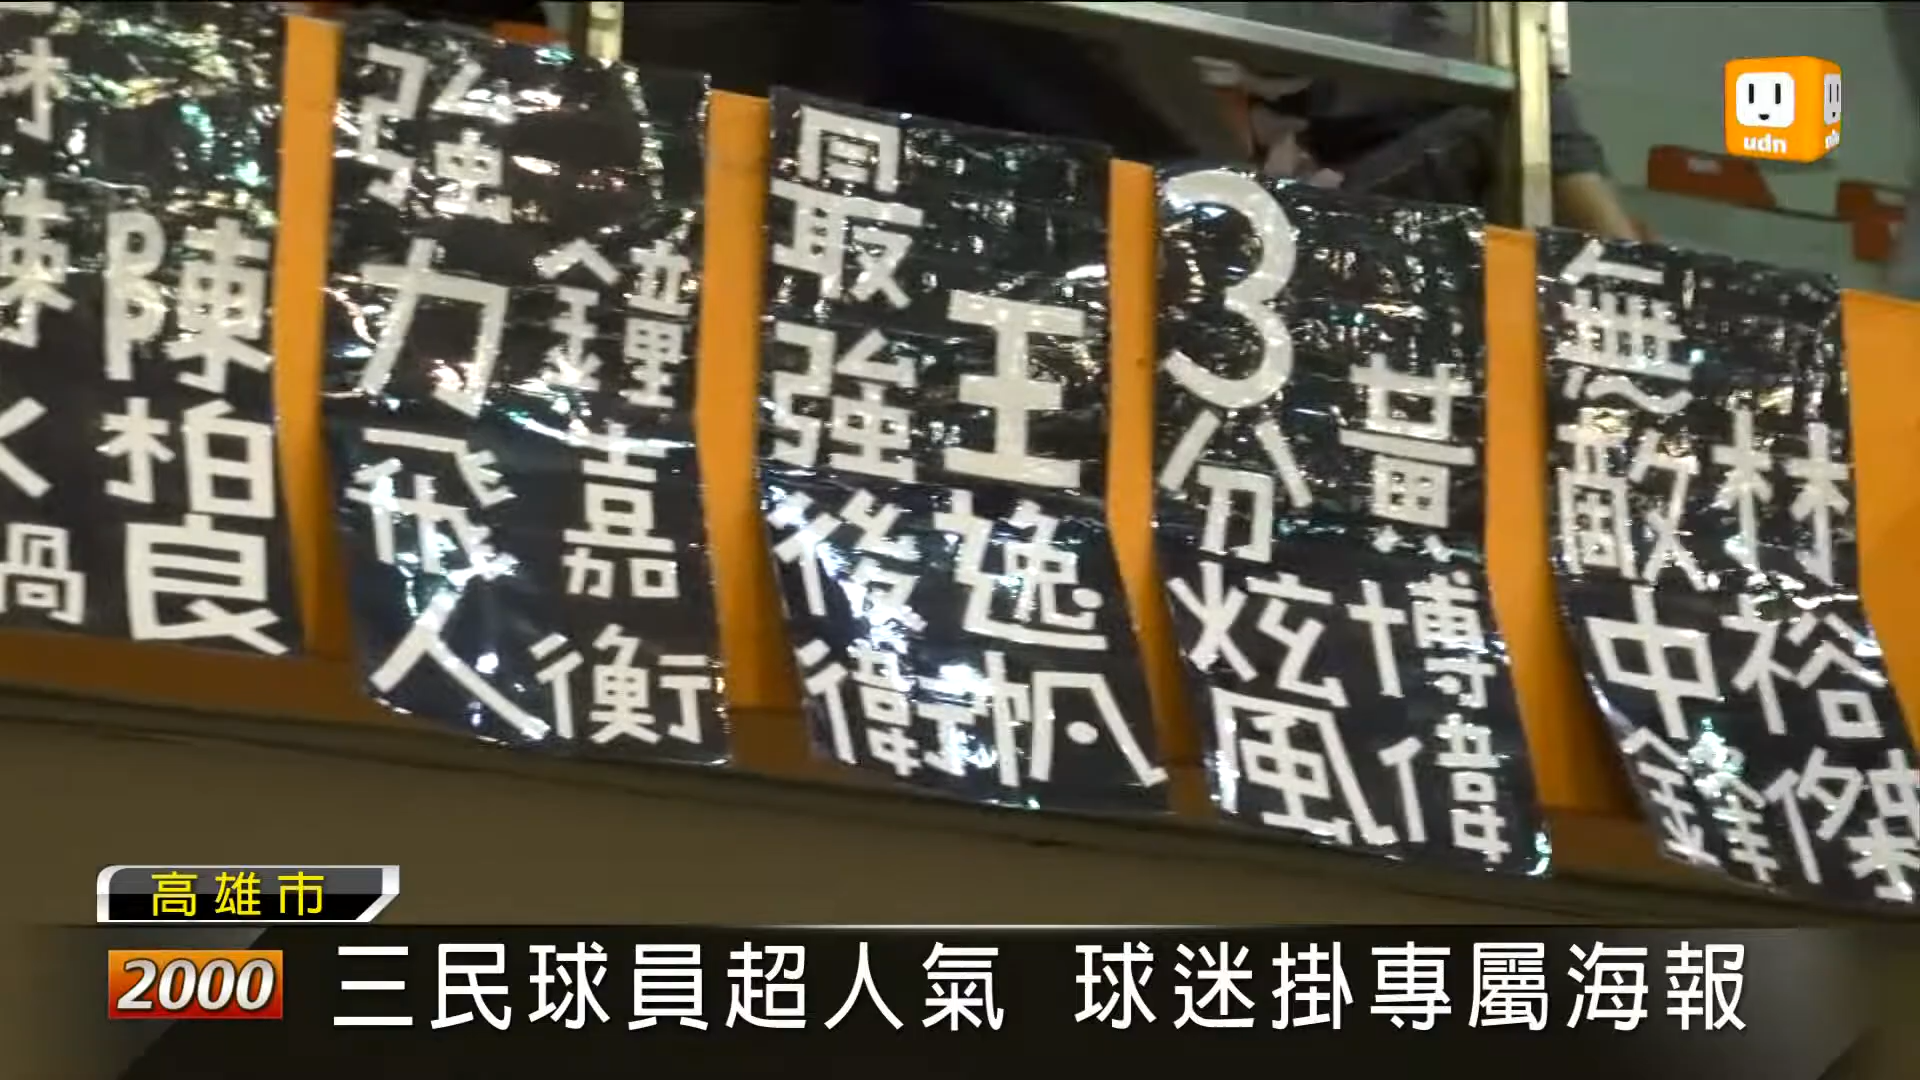 udn
陳柏良
強力飛人
鐘嘉衡
最強後衛
王逸帆
3分炫風
黃博偉
無敵中鋒
林裕傑
高雄市
2000 三民球員超人氣 球迷掛專屬海報